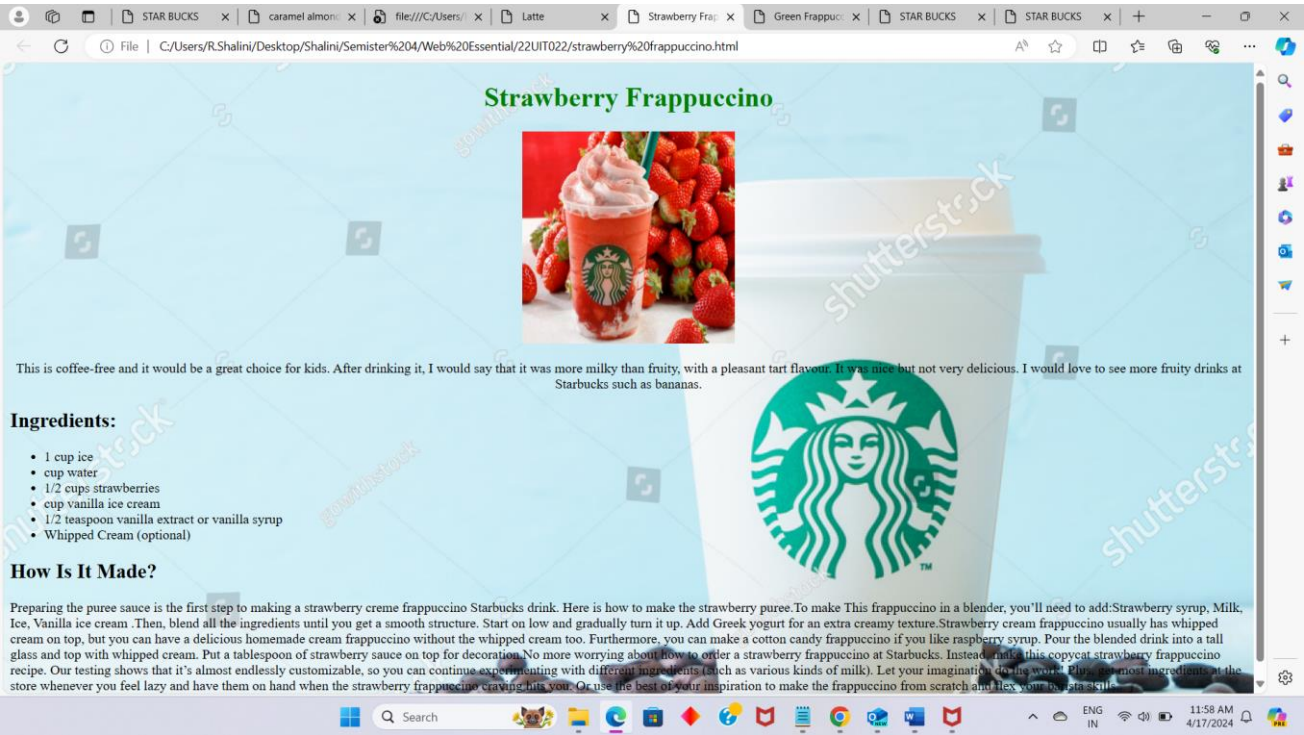 STAR BUCKS
caramel almond
file:///C:/Users/
Latte
Strawberry Frap
Green Frappucc
STAR BUCKS
STAR BUCKS
File
C:/Users/R.Shalini/Desktop/Shalini/Semister%204/Web%20Essential/22UIT022/strawberry%20frappuccino.html
Strawberry Frappuccino
This is coffee-free and it would be a great choice for kids. After drinking it, I would say that it was more milky than fruity, with a pleasant tart flavour. It was nice but not very delicious. I would love to see more fruity drinks at
Starbucks such as bananas.
Ingredients:
• 1 cup ice
• cup water
• 1/2 cups strawberries
• cup vanilla ice cream
• 1/2 teaspoon vanilla extract or vanilla syrup
• Whipped Cream (optional)
How Is It Made?
Preparing the puree sauce is the first step to making a strawberry creme frappuccino Starbucks drink. Here is how to make the strawberry puree.To make This frappuccino in a blender, you’ll need to add:Strawberry syrup, Milk,
Ice, Vanilla ice cream .Then, blend all the ingredients until you get a smooth structure. Start on low and gradually turn it up. Add Greek yogurt for an extra creamy texture.Strawberry cream frappuccino usually has whipped
cream on top, but you can have a delicious homemade cream frappuccino without the whipped cream too. Furthermore, you can make a cotton candy frappuccino if you like raspberry syrup. Pour the blended drink into a tall
glass and top with whipped cream. Put a tablespoon of strawberry sauce on top for decoration.No more worrying about how to order a strawberry frappuccino at Starbucks. Instead, make this copycat strawberry frappuccino
recipe. Our testing shows that it’s almost endlessly customizable, so you can continue experimenting with different ingredients (such as various kinds of milk). Let your imagination do the work. Plus, get most ingredients at the
store whenever you feel lazy and have them on hand when the strawberry frappuccino craving hits you. Or use the best of your inspiration to make the frappuccino from scratch and flex your barista skills.
shutterstock
shutterstock
gowithstock
gowithstock
TM
Search
ENG
IN
11:58 AM
4/17/2024